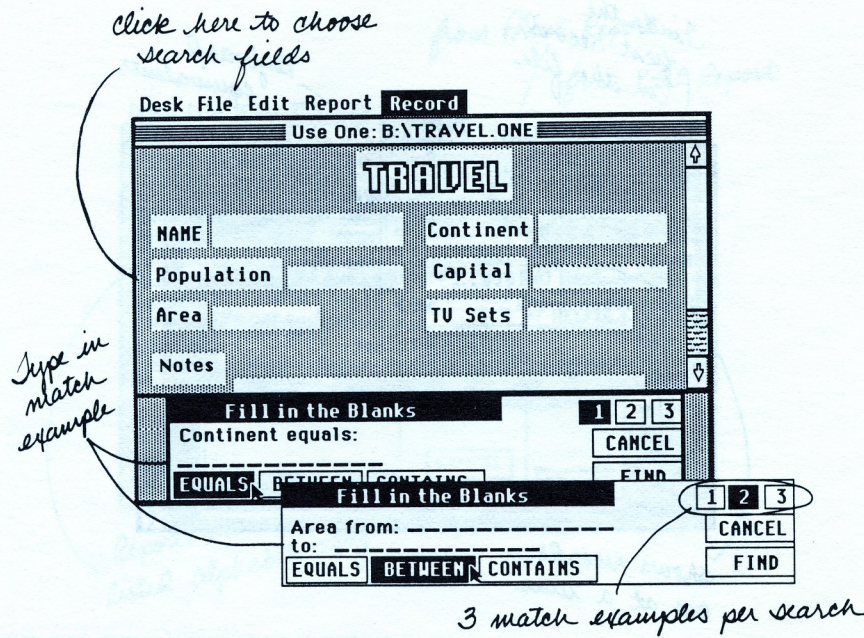 click here to choose
search fields
Desk File Edit Report Record
Use One: B:\TRAVEL.ONE
TRAVEL
NAME
Continent
Population
Capital
Area
TV Sets
Notes
Type in
match
example
Fill in the Blanks
1 2 3
Continent equals:
CANCEL
EQUALS BETWEEN CONTAINS
FIND
Fill in the Blanks
1 2 3
Area from:
CANCEL
to:
EQUALS BETWEEN CONTAINS
FIND
3 match examples per search